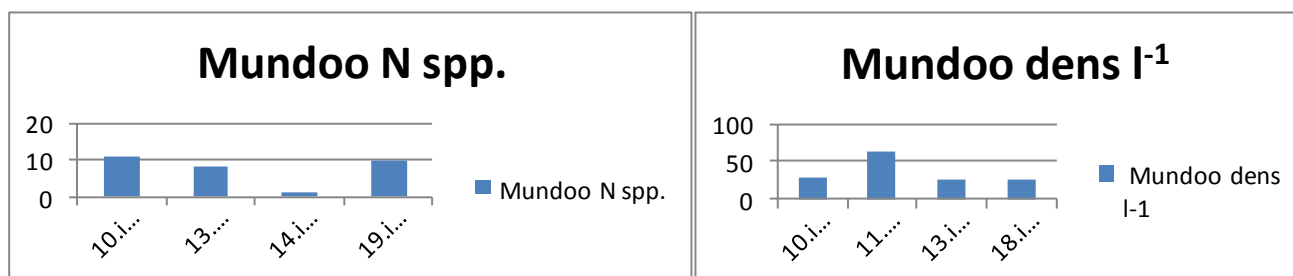 Mundoo N spp.
20
10
0
10.i...
13....
14.i...
19.i...
Mundoo N spp.
Mundoo dens l-1
100
50
0
10.i...
11....
13.i...
18.i...
Mundoo dens
l-1